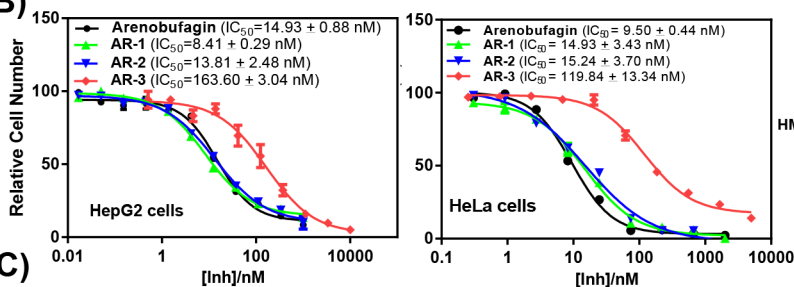 B)
Arenobufagin (IC50=14.93 ± 0.88 nM)
AR-1 (IC50=8.41 ± 0.29 nM)
AR-2 (IC50=13.81 ± 2.48 nM)
AR-3 (IC50=163.60 ± 3.04 nM)
150
100
50
0
Relative Cell Number
HepG2 cells
0.01 1 100 10000
[Inh]/nM
Arenobufagin (IC50= 9.50 ± 0.44 nM)
AR-1 (IC50= 14.93 ± 3.43 nM)
AR-2 (IC50= 15.24 ± 3.70 nM)
AR-3 (IC50= 119.84 ± 13.34 nM)
150
100
50
0
HeLa cells
0.1 1 10 100 1000 10000
[Inh]/nM
HM
C)